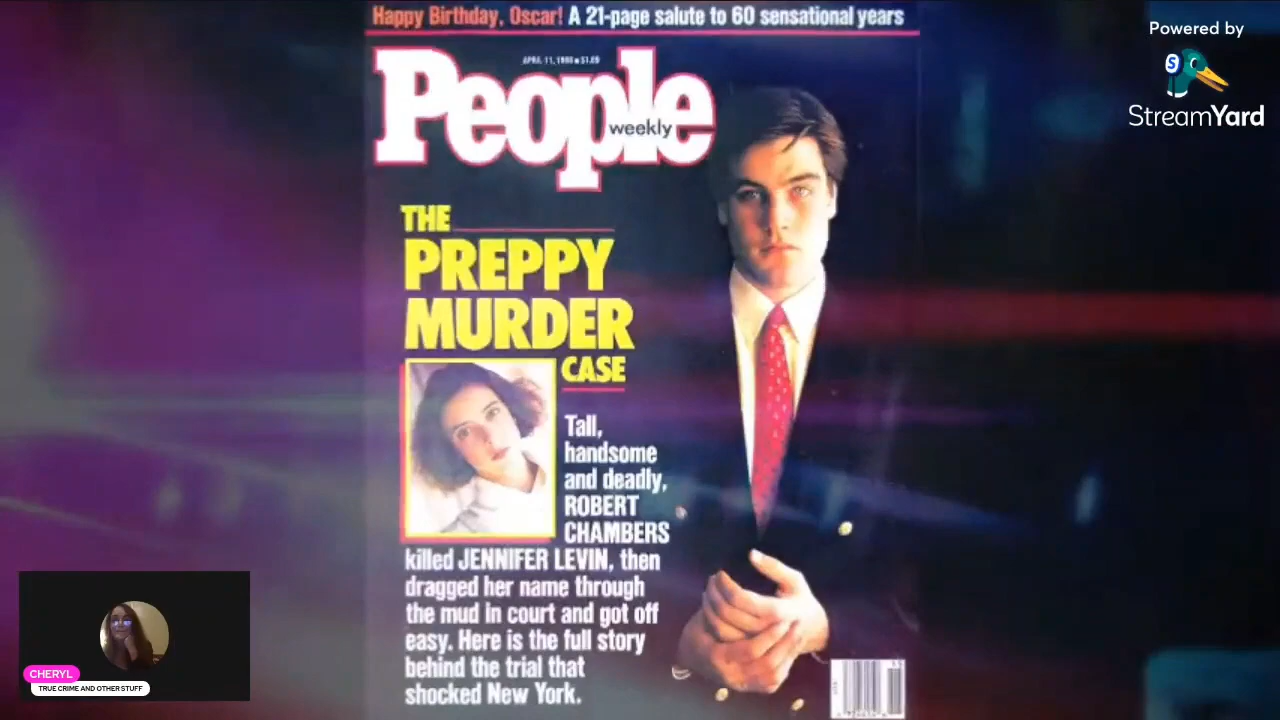 Happy Birthday, Oscar! A 21-page salute to 60 sensational years
Powered by
StreamYard
People
weekly
THE
PREPPY
MURDER
CASE
Tall,
handsome
and deadly,
ROBERT
CHAMBERS
killed JENNIFER LEVIN, then
dragged her name through
the mud in court and got off
easy. Here is the full story
behind the trial that
shocked New York.
CHERYL
TRUE CRIME AND OTHER STUFF